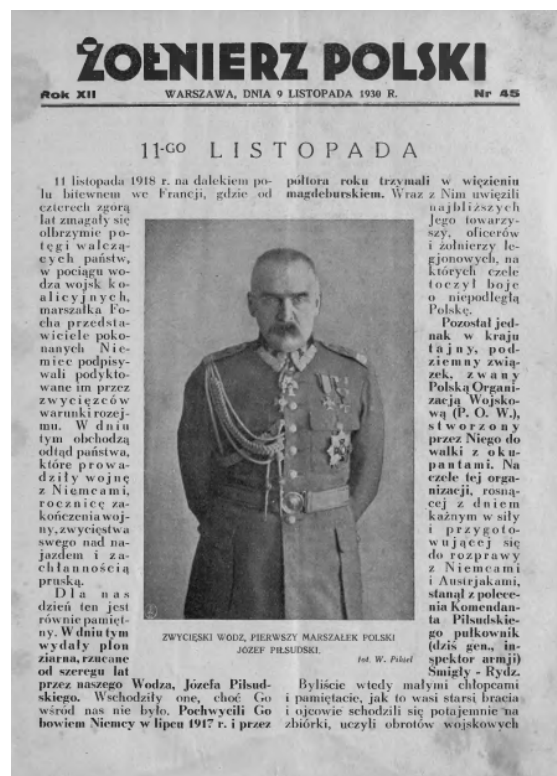 ŻOŁNIERZ POLSKI
Rok XII
WARSZAWA, DNIA 9 LISTOPADA 1930 R.
Nr 45
11-GO LISTOPADA
11 listopada 1918 r. na dalekiem po-
lu bitewnem we Francji, gdzie od
czterech zgorą
lat zmagały się
olbrzymie po-
tęgi walczą-
cych państw,
w pociągu wo-
dza wojsk ko-
alicyjnych,
marszałka Fo-
cha przedsta-
wiciele poko-
nanych Nie-
miec podpisy-
wali podykto-
wane im przez
zwycięzców
warunki rozej-
mu. W dniu
tym obchodzą
odtąd państwa,
które prowa-
dziły wojnę
z Niemcami,
rocznicę za-
kończenia woj-
ny, zwycięstwa
swego nad na-
jazdem i za-
chłannością
pruską.
Dla nas
dzień ten jest
równie pamięt-
ny. W dniu tym
wydały plon
ziarna, rzucane
od szeregu lat
przez naszego Wodza, Józefa Piłsud-
skiego. Wschodziły one, choć Go
wśród nas nie było. Pochwycili Go
bowiem Niemcy w lipcu 1917 r. i przez
półtora roku trzymali w więzieniu
magdeburskiem. Wraz z Nim uwięzili
najbliższych
Jego towarzy-
szy, oficerów
i żołnierzy le-
gjonowych, na
których czele
toczył boje
o niepodległą
Polskę.
Pozostał jed-
nak w kraju
tajny, pod-
ziemny zwią-
zek, zwany
Polską Organi-
zacją Wojsko-
wą (P. O. W.),
stworzony
przez Niego do
walki z oku-
pantami. Na
czele tej orga-
nizacji, rosną-
cej z dniem
każnym w siły
i przygoto-
wującej się
do rozprawy
z Niemcami
i Austrjakami,
stanął z polece-
nia Komendan-
ta Piłsudskie-
go pułkownik
(dziś gen., in-
spektor armji)
Śmigły - Rydz.
Byliście wtedy małymi chłopcami
i pamiętacie, jak to wasi starsi bracia
i ojcowie schodzili się potajemnie na
zbiórki, uczyli obrotów wojskowych
ZWYCIĘSKI WÓDZ, PIERWSZY MARSZAŁEK POLSKI
JÓZEF PIŁSUDSKI.
fot. W. Pikiel